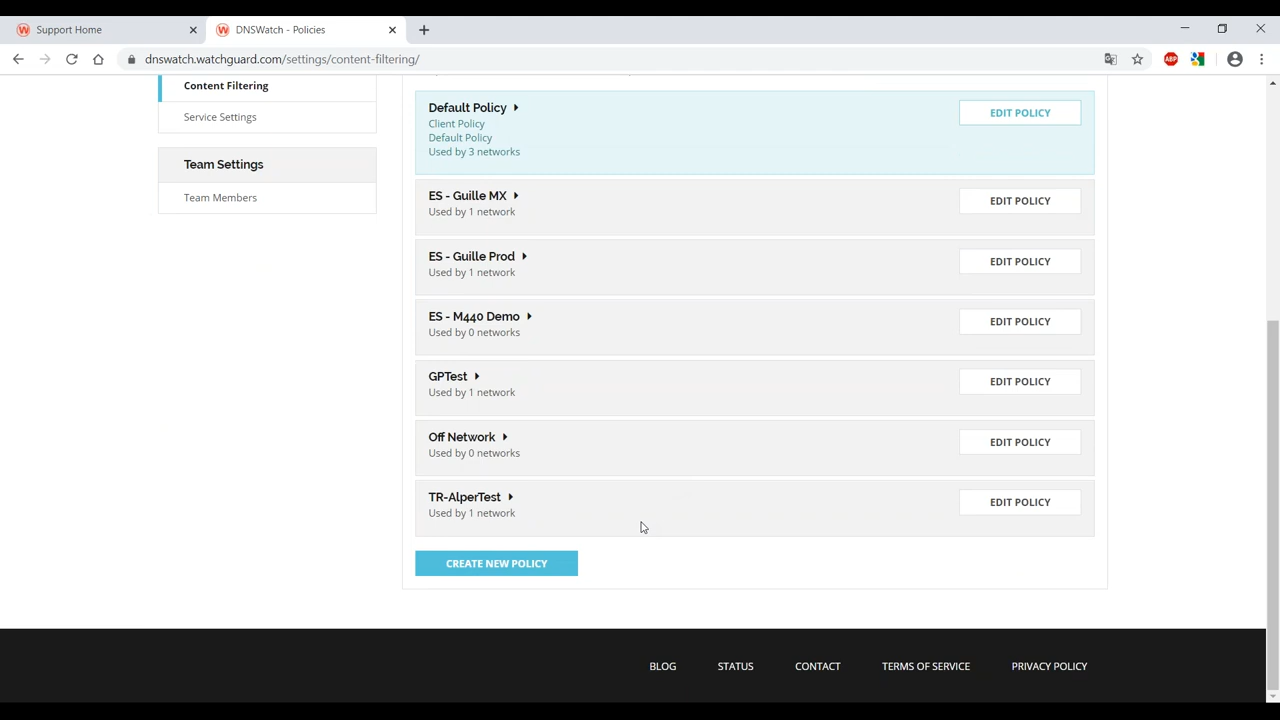 Support Home
DNSWatch - Policies
dnswatch.watchguard.com/settings/content-filtering/
Content Filtering
Service Settings
Team Settings
Team Members
Default Policy
Client Policy
Default Policy
Used by 3 networks
EDIT POLICY
ES - Guille MX
Used by 1 network
EDIT POLICY
ES - Guille Prod
Used by 1 network
EDIT POLICY
ES - M440 Demo
Used by 0 networks
EDIT POLICY
GPTest
Used by 1 network
EDIT POLICY
Off Network
Used by 0 networks
EDIT POLICY
TR-AlperTest
Used by 1 network
EDIT POLICY
CREATE NEW POLICY
BLOG
STATUS
CONTACT
TERMS OF SERVICE
PRIVACY POLICY